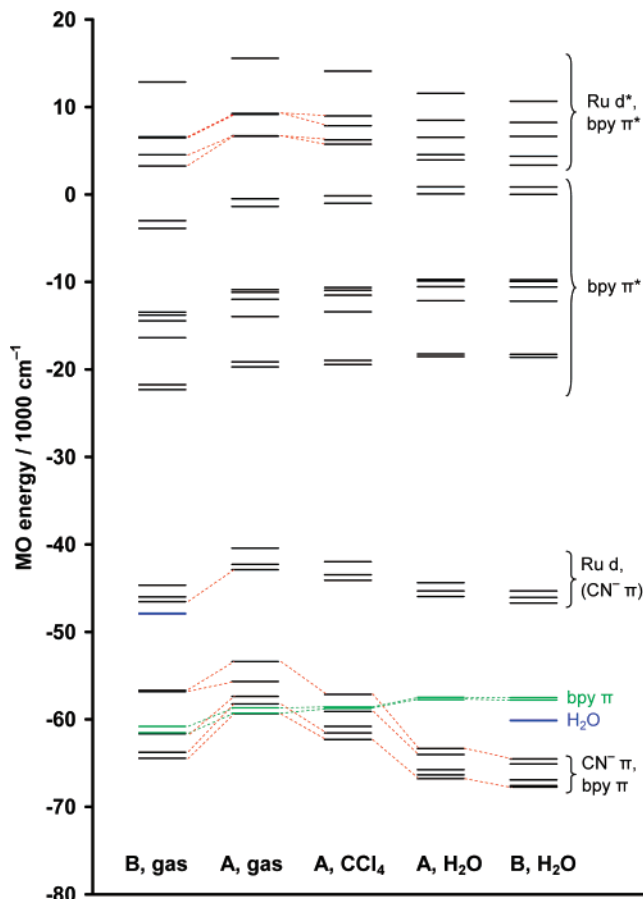 20
10
0
-10
-20
-30
-40
-50
-60
-70
-80
MO energy / 1000 cm⁻¹
Ru d*,
bpy π*
bpy π*
Ru d,
(CN⁻ π)
bpy π
H₂O
CN⁻ π,
bpy π
B, gas A, gas A, CCl₄ A, H₂O B, H₂O